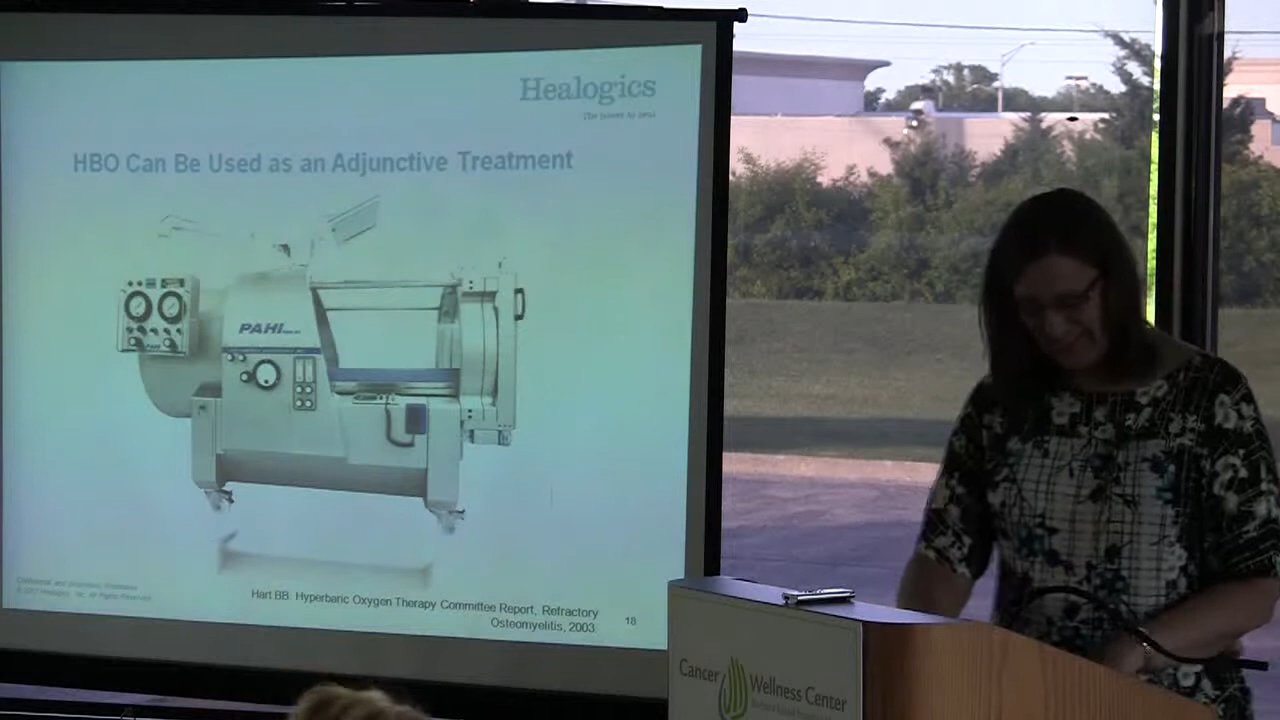 Healogics
HBO Can Be Used as an Adjunctive Treatment
PAHI
Hart BB. Hyperbaric Oxygen Therapy Committee Report, Refractory
Osteomyelitis, 2003.
18
Cancer
Wellness Center